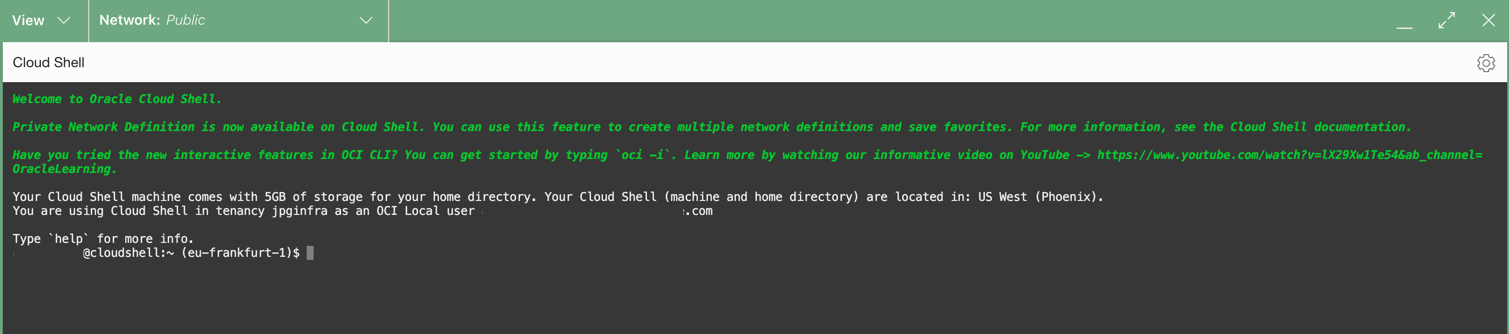 View Network: Public
Cloud Shell
Welcome to Oracle Cloud Shell.
Private Network Definition is now available on Cloud Shell. You can use this feature to create multiple network definitions and save favorites. For more information, see the Cloud Shell documentation.
Have you tried the new interactive features in OCI CLI? You can get started by typing `oci -i`. Learn more by watching our informative video on YouTube -> https://www.youtube.com/watch?v=lX29Xw1Te54&ab_channel=
OracleLearning.
Your Cloud Shell machine comes with 5GB of storage for your home directory. Your Cloud Shell (machine and home directory) are located in: US West (Phoenix).
You are using Cloud Shell in tenancy jpginfra as an OCI Local user .com
Type `help` for more info.
@cloudshell:~ (eu-frankfurt-1)$